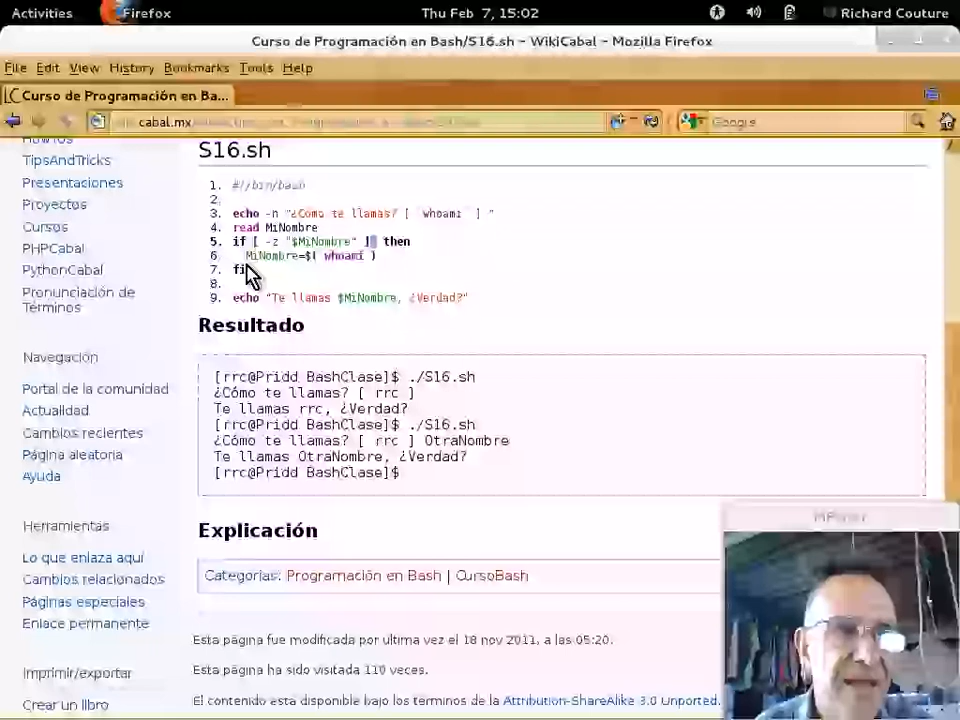 Activities
Firefox
Thu Feb 7, 15:02
Richard Couture
Curso de Programación en Bash/S16.sh - WikiCabal - Mozilla Firefox
File Edit View History Bookmarks Tools Help
Curso de Programación en Ba...
cabal.mx
Google
HowTos
TipsAndTricks
Presentaciones
Proyectos
Cursos
PHPCabal
PythonCabal
Pronunciación de
Términos
Navegación
Portal de la comunidad
Actualidad
Cambios recientes
Página aleatoria
Ayuda
Herramientas
Lo que enlaza aquí
Cambios relacionados
Páginas especiales
Enlace permanente
Imprimir/exportar
Crear un libro
S16.sh
1. #!/bin/bash
2.
3. echo -n "¿Cómo te llamas? [ `whoami` ] "
4. read MiNombre
5. if [ -z "$MiNombre" ] then
6. MiNombre=$( whoami )
7. fi
8.
9. echo "Te llamas $MiNombre, ¿Verdad?"
Resultado
[rrc@Pridd BashClase]$ ./S16.sh
¿Cómo te llamas? [ rrc ]
Te llamas rrc, ¿Verdad?
[rrc@Pridd BashClase]$ ./S16.sh
¿Cómo te llamas? [ rrc ] OtraNombre
Te llamas OtraNombre, ¿Verdad?
[rrc@Pridd BashClase]$
Explicación
Categorías: Programación en Bash | CursoBash
Esta página fue modificada por última vez el 18 nov 2011, a las 05:20.
Esta página ha sido visitada 110 veces.
El contenido está disponible bajo los términos de la Attribution-ShareAlike 3.0 Unported.
MPlayer